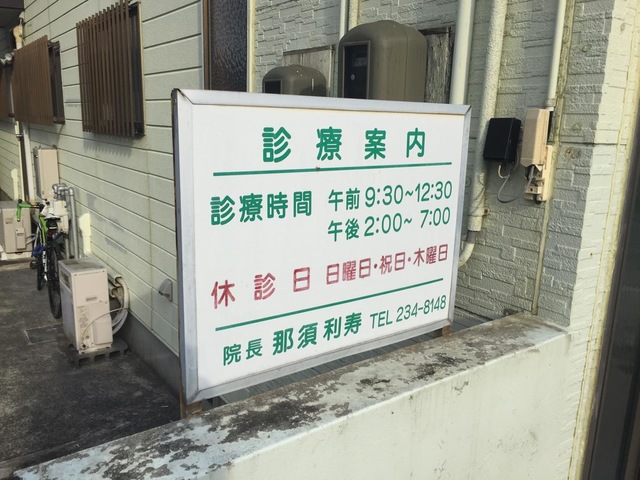 診療案内
診療時間 午前 9:30~12:30
午後 2:00~ 7:00
休診日 日曜日・祝日・木曜日
院長 那須利寿 TEL 234-8148